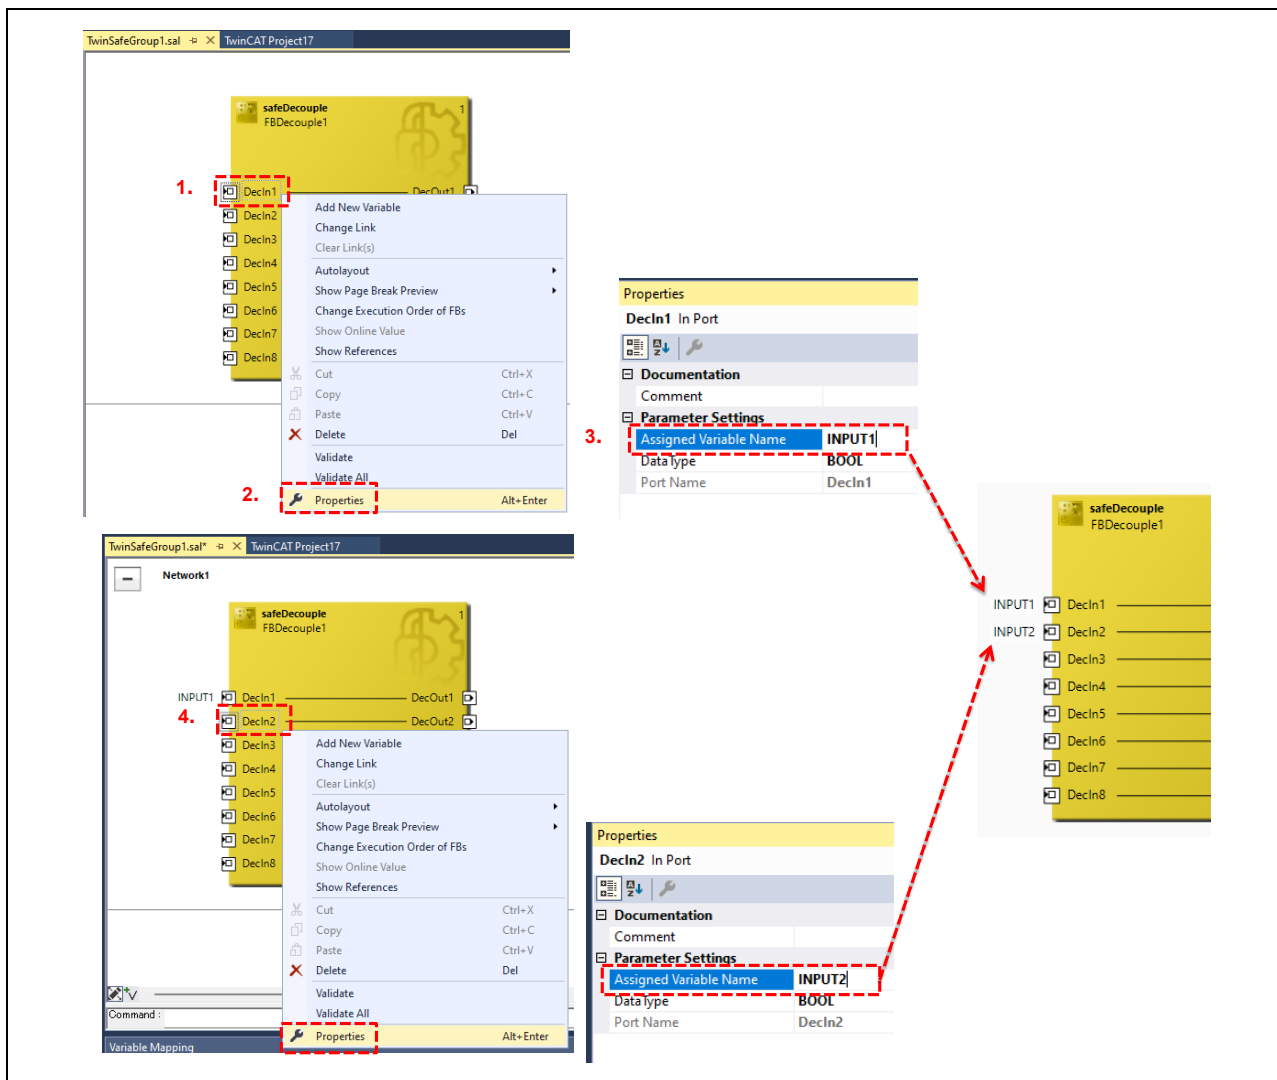 TwinSafeGroup1.sal TwinCAT Project17
safeDecouple 1
FBDecouple1
1.
DecIn1 DecOut1
DecIn2
DecIn3
DecIn4
DecIn5
DecIn6
DecIn7
DecIn8
Add New Variable
Change Link
Clear Link(s)
Autolayout
Show Page Break Preview
Change Execution Order of FBs
Show Online Value
Show References
Cut Ctrl+X
Copy Ctrl+C
Paste Ctrl+V
Delete Del
Validate
Validate All
2.
Properties Alt+Enter
Properties
DecIn1 In Port
Documentation
Comment
Parameter Settings
3.
Assigned Variable Name INPUT1
DataType BOOL
Port Name DecIn1
TwinSafeGroup1.sal* TwinCAT Project17
Network1
safeDecouple 1
FBDecouple1
INPUT1 DecIn1 DecOut1
4.
DecIn2 DecOut2
DecIn3
DecIn4
DecIn5
DecIn6
DecIn7
DecIn8
Add New Variable
Change Link
Clear Link(s)
Autolayout
Show Page Break Preview
Change Execution Order of FBs
Show Online Value
Show References
Cut Ctrl+X
Copy Ctrl+C
Paste Ctrl+V
Delete Del
Validate
Validate All
Properties Alt+Enter
Command :
Variable Mapping
Properties
DecIn2 In Port
Documentation
Comment
Parameter Settings
Assigned Variable Name INPUT2
DataType BOOL
Port Name DecIn2
safeDecouple
FBDecouple1
INPUT1 DecIn1
INPUT2 DecIn2
DecIn3
DecIn4
DecIn5
DecIn6
DecIn7
DecIn8